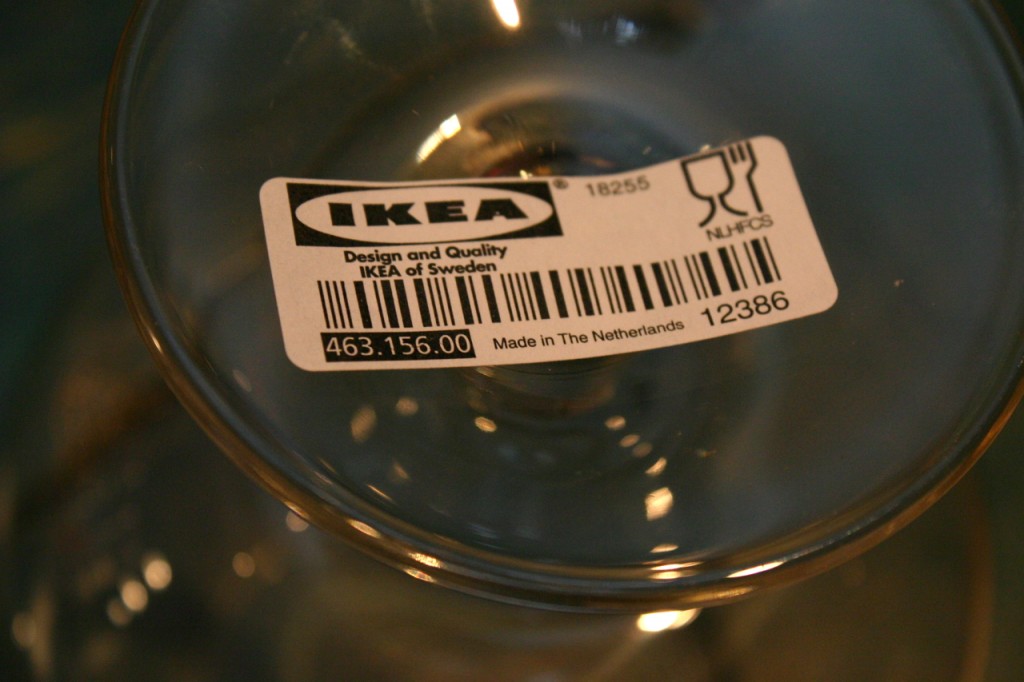 IKEA® 18255
NLHFCS
Design and Quality
IKEA of Sweden
463.156.00 Made in The Netherlands 12386